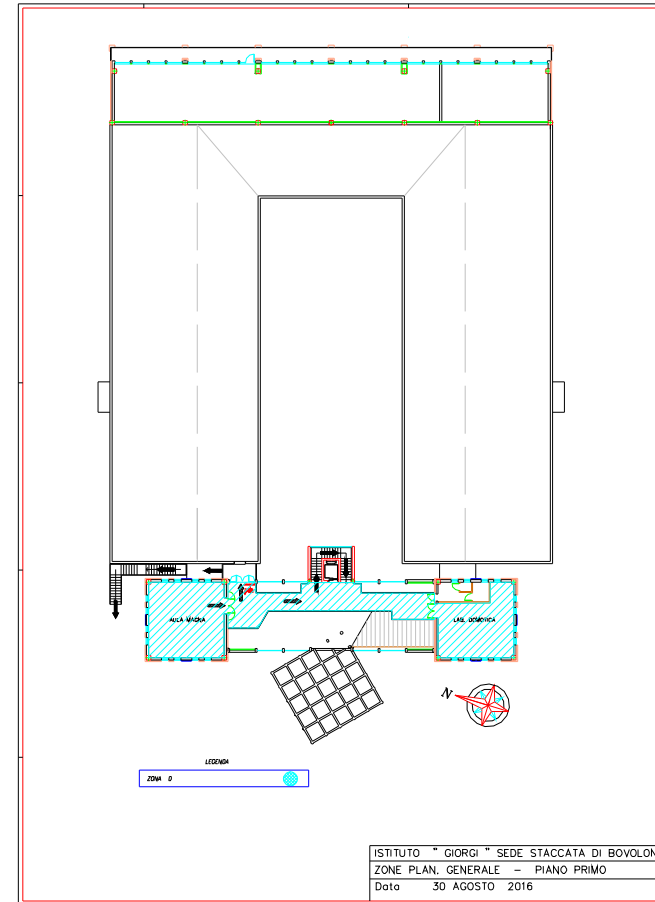 AULA MAGNA
LAB. DOMOTICA
N
LEGENDA
ZONA D
ISTITUTO " GIORGI " SEDE STACCATA DI BOVOLON
ZONE PLAN. GENERALE - PIANO PRIMO
Data 30 AGOSTO 2016